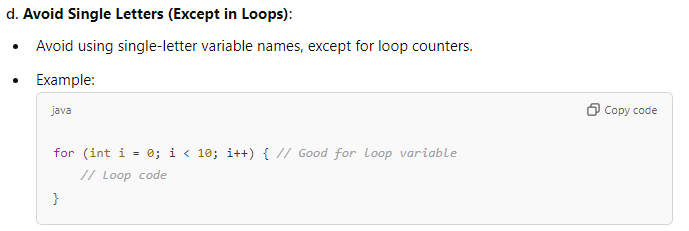 d. Avoid Single Letters (Except in Loops):
• Avoid using single-letter variable names, except for loop counters.
• Example:
java Copy code
for (int i = 0; i < 10; i++) { // Good for loop variable
    // Loop code
}